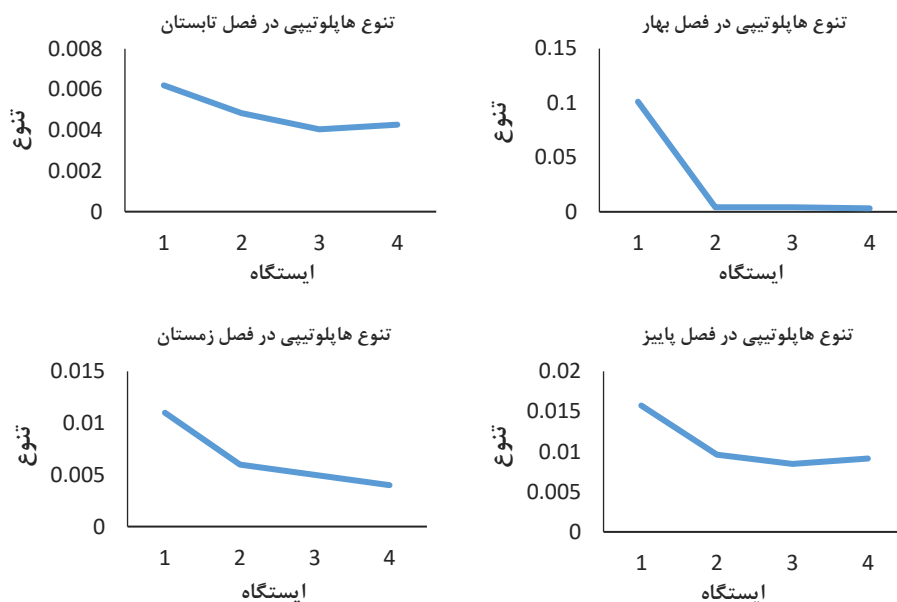 تنوع هاپلوتیپی در فصل بهار
0.15
0.1
0.05
0
تنوع
1 2 3 4
ایستگاه
تنوع هاپلوتیپی در فصل تابستان
0.008
0.006
0.004
0.002
0
تنوع
1 2 3 4
ایستگاه
تنوع هاپلوتیپی در فصل پاییز
0.02
0.015
0.01
0.005
0
تنوع
1 2 3 4
ایستگاه
تنوع هاپلوتیپی در فصل زمستان
0.015
0.01
0.005
0
تنوع
1 2 3 4
ایستگاه